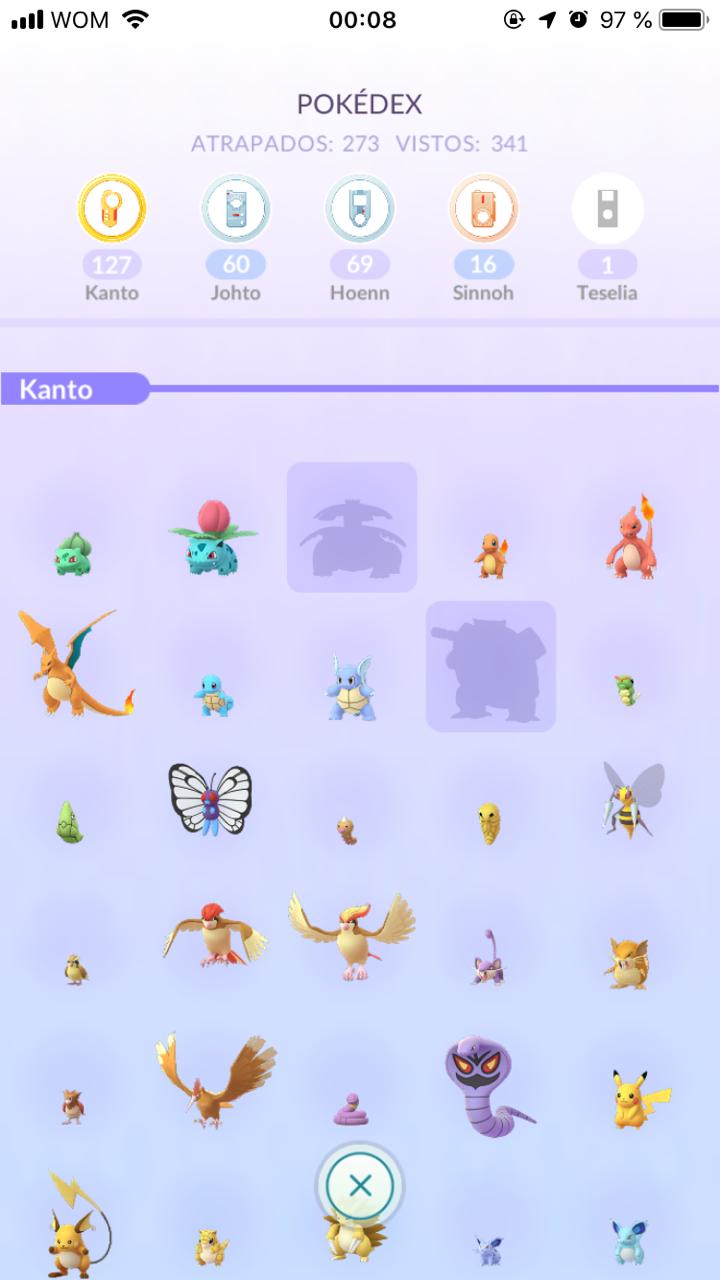 WOM 00:08 97 %
POKÉDEX
ATRAPADOS: 273 VISTOS: 341
127 60 69 16 1
Kanto Johto Hoenn Sinnoh Teselia
Kanto